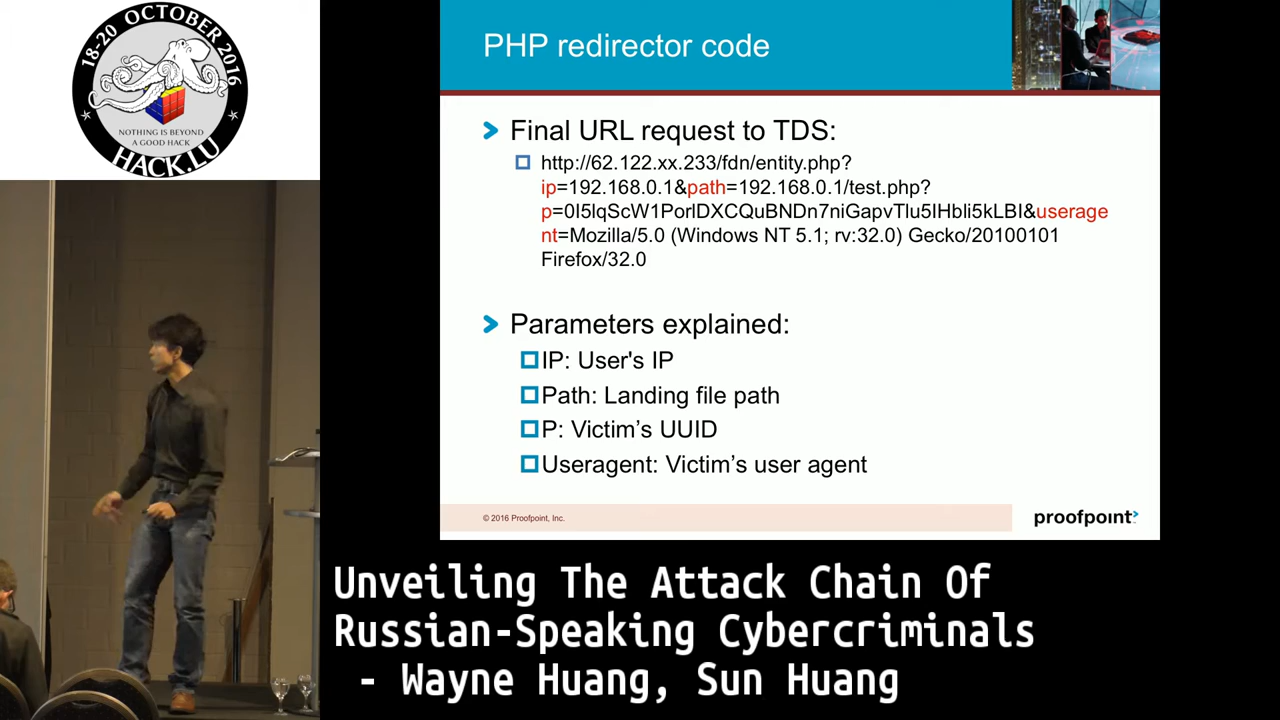 18-20 OCTOBER 2016
NOTHING IS BEYOND
A GOOD HACK
HACK.LU
PHP redirector code
Final URL request to TDS:
http://62.122.xx.233/fdn/entity.php?
ip=192.168.0.1&path=192.168.0.1/test.php?
p=0I5lqScW1PorlDXCQuBNDn7niGapvTlu5IHbli5kLBI&userage
nt=Mozilla/5.0 (Windows NT 5.1; rv:32.0) Gecko/20100101
Firefox/32.0
Parameters explained:
IP: User's IP
Path: Landing file path
P: Victim's UUID
Useragent: Victim's user agent
© 2016 Proofpoint, Inc.
proofpoint
Unveiling The Attack Chain Of
Russian-Speaking Cybercriminals
- Wayne Huang, Sun Huang